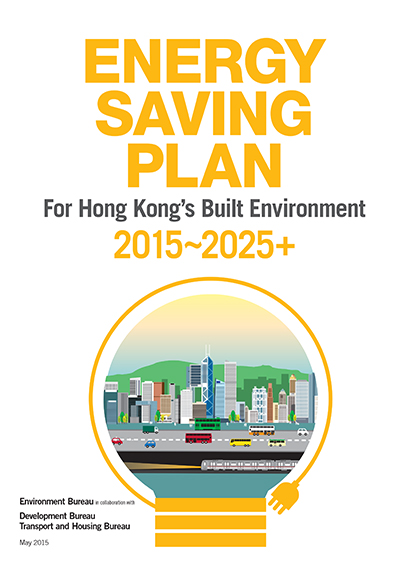 ENERGY
SAVING
PLAN
For Hong Kong's Built Environment
2015~2025+
Environment Bureau in collaboration with
Development Bureau
Transport and Housing Bureau
May 2015